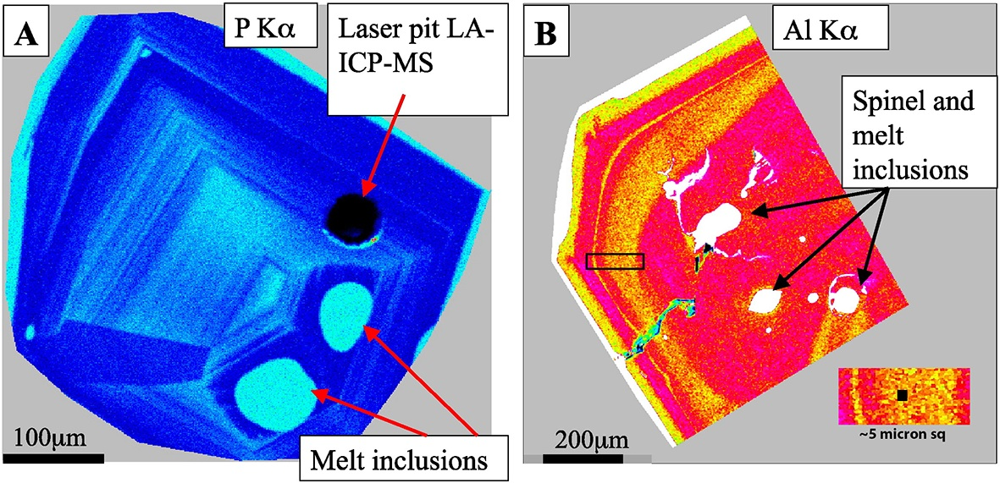 A
P Kα
Laser pit LA-
ICP-MS
100μm
Melt inclusions
B
Al Kα
Spinel and
melt
inclusions
200μm
~5 micron sq